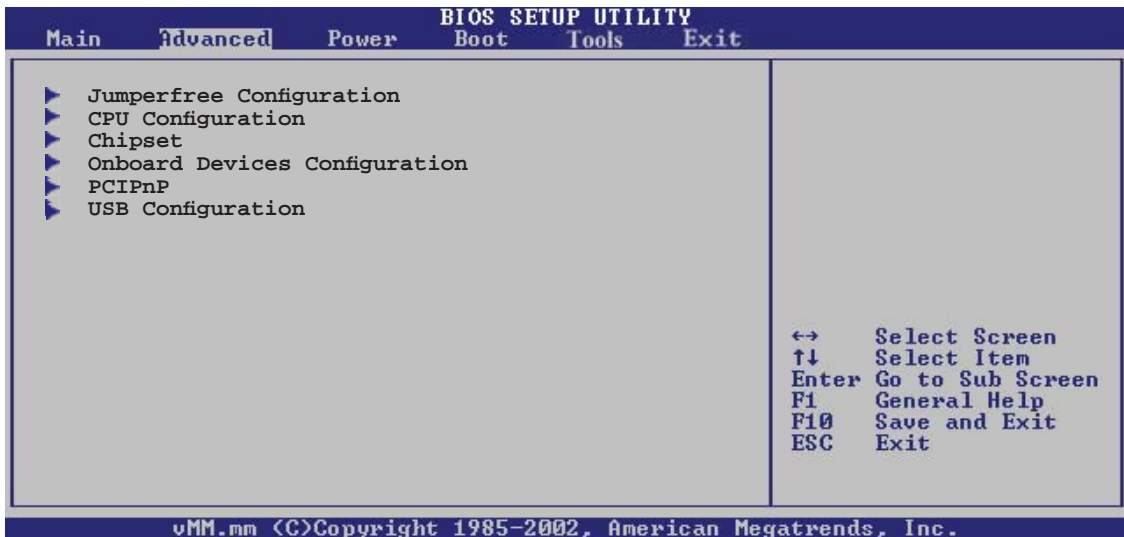 BIOS SETUP UTILITY
Main Advanced Power Boot Tools Exit
Jumperfree Configuration
CPU Configuration
Chipset
Onboard Devices Configuration
PCIPnP
USB Configuration
←→ Select Screen
↑↓ Select Item
Enter Go to Sub Screen
F1 General Help
F10 Save and Exit
ESC Exit
vMM.mm (C)Copyright 1985-2002, American Megatrends, Inc.